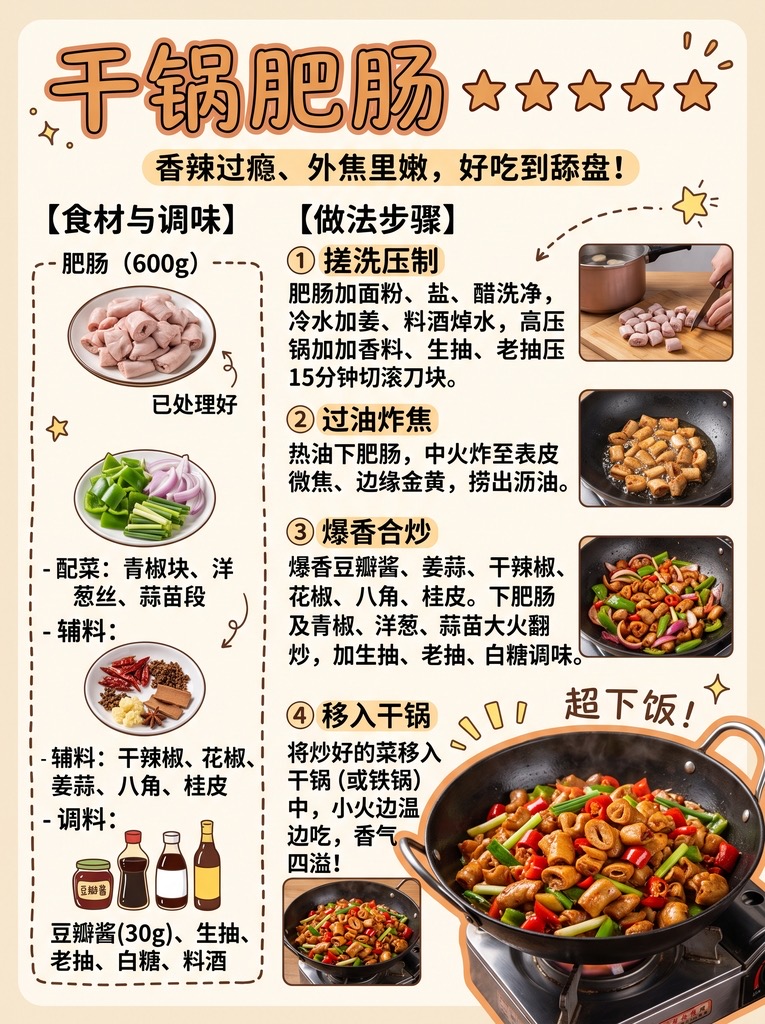 干锅肥肠
香辣过瘾、外焦里嫩，好吃到舔盘！
【食材与调味】
肥肠（600g）
已处理好
- 配菜：青椒块、洋
葱丝、蒜苗段
- 辅料：
- 辅料：干辣椒、花椒、
姜蒜、八角、桂皮
- 调料：
豆瓣酱
豆瓣酱(30g)、生抽、
老抽、白糖、料酒
【做法步骤】
① 搓洗压制
肥肠加面粉、盐、醋洗净，
冷水加姜、料酒焯水，高压
锅加加香料、生抽、老抽压
15分钟切滚刀块。
② 过油炸焦
热油下肥肠，中火炸至表皮
微焦、边缘金黄，捞出沥油。
③ 爆香合炒
爆香豆瓣酱、姜蒜、干辣椒、
花椒、八角、桂皮。下肥肠
及青椒、洋葱、蒜苗大火翻
炒，加生抽、老抽、白糖调味。
④ 移入干锅
将炒好的菜移入
干锅（或铁锅）
中，小火边温
边吃，香气
四溢！
超下饭！